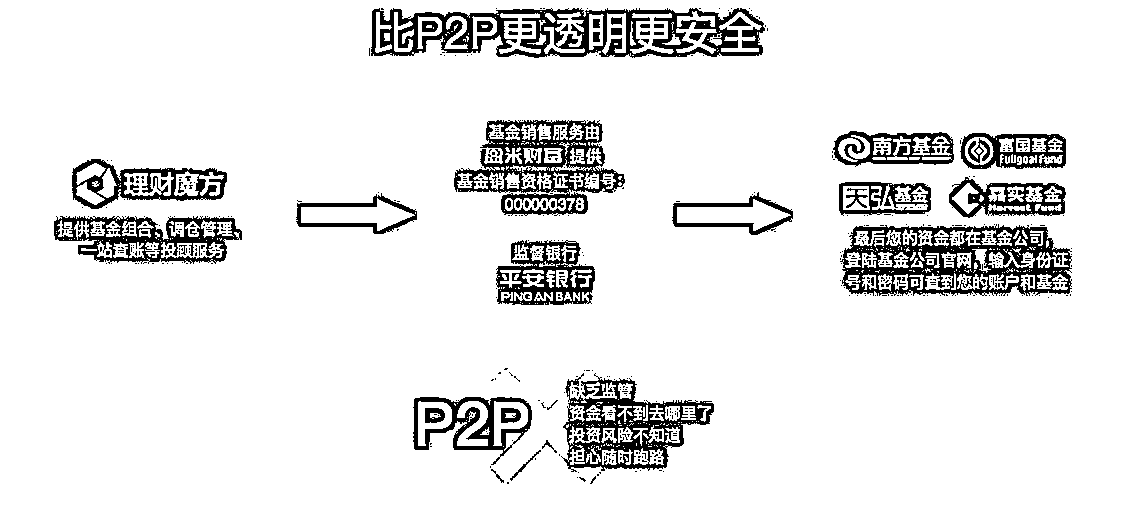 比P2P更透明更安全
理财魔方
提供基金组合、调仓管理、
一站查账等投顾服务
基金销售服务由
盈米财富 提供
基金销售资格证书编号:
000000378
监督银行
平安银行
PING AN BANK
南方基金
富国基金
Fullgoal Fund
天弘基金
嘉实基金
Harvest Fund
最后您的资金都在基金公司，
登陆基金公司官网，输入身份证
号和密码可查到您的账户和基金
P2P
缺乏监管
资金看不到去哪里了
投资风险不知道
担心随时跑路